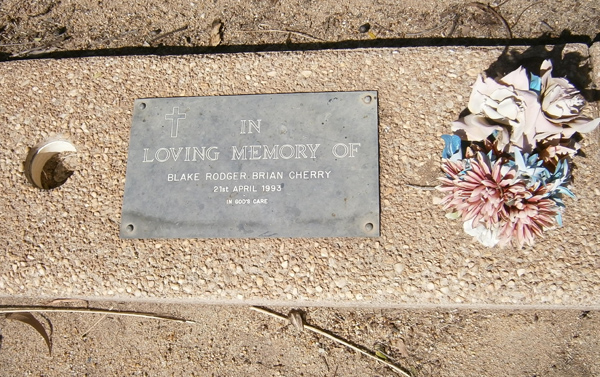 IN
LOVING MEMORY OF
BLAKE RODGER BRIAN CHERRY
21st APRIL 1993
IN GOD'S CARE